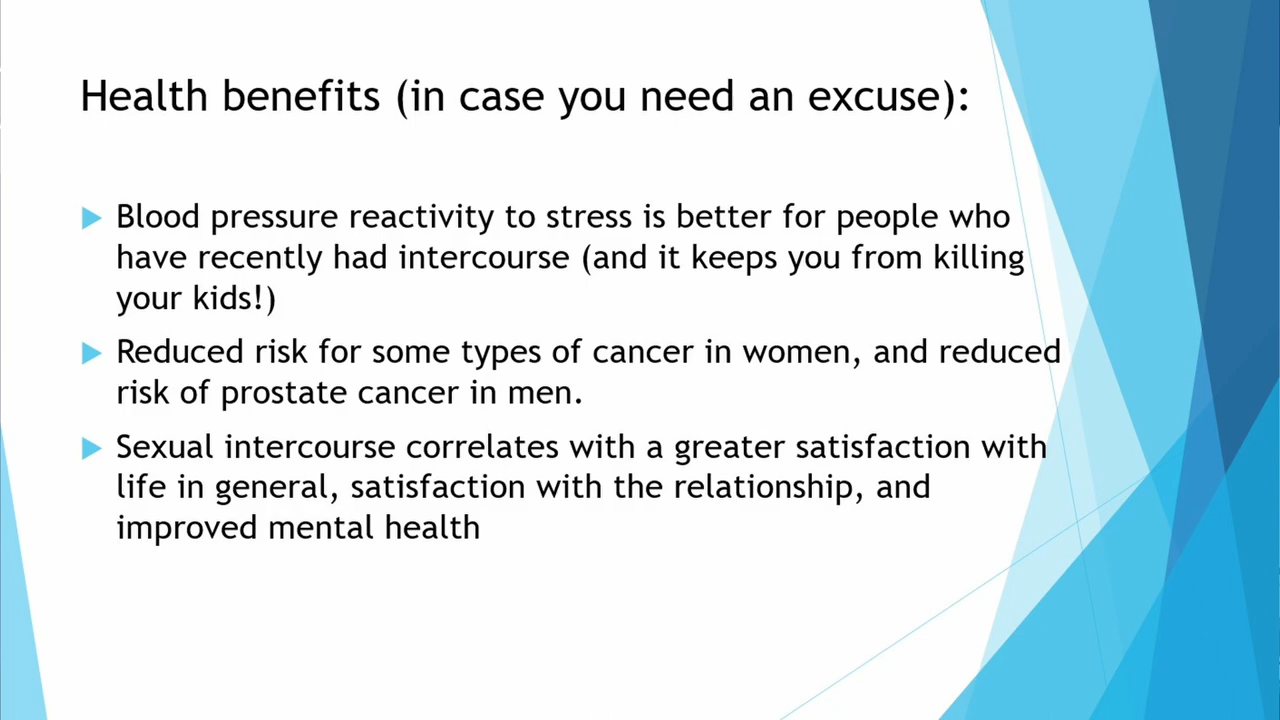 Health benefits (in case you need an excuse):
Blood pressure reactivity to stress is better for people who
have recently had intercourse (and it keeps you from killing
your kids!)
Reduced risk for some types of cancer in women, and reduced
risk of prostate cancer in men.
Sexual intercourse correlates with a greater satisfaction with
life in general, satisfaction with the relationship, and
improved mental health